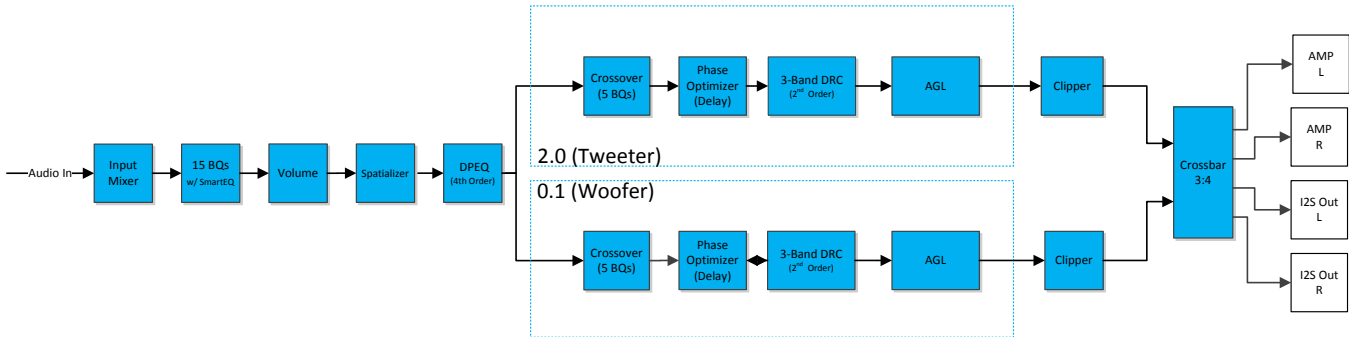 Audio In
Input
Mixer
15 BQs
w/ SmartEQ
Volume
Spatializer
DPEQ
(4th Order)
Crossover
(5 BQs)
Phase
Optimizer
(Delay)
3-Band DRC
(2nd Order)
AGL
2.0 (Tweeter)
Clipper
0.1 (Woofer)
Crossover
(5 BQs)
Phase
Optimizer
(Delay)
3-Band DRC
(2nd Order)
AGL
Clipper
Crossbar
3:4
AMP
L
AMP
R
I2S Out
L
I2S Out
R